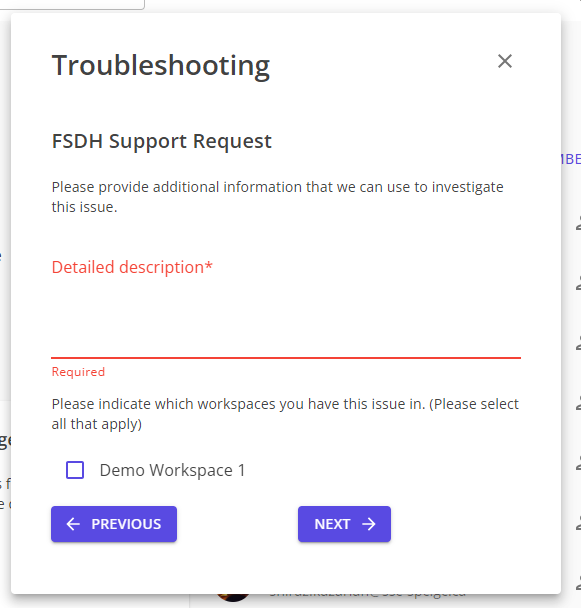 Troubleshooting
FSDH Support Request
Please provide additional information that we can use to investigate
this issue.
Detailed description*
Required
Please indicate which workspaces you have this issue in. (Please select
all that apply)
Demo Workspace 1
PREVIOUS
NEXT